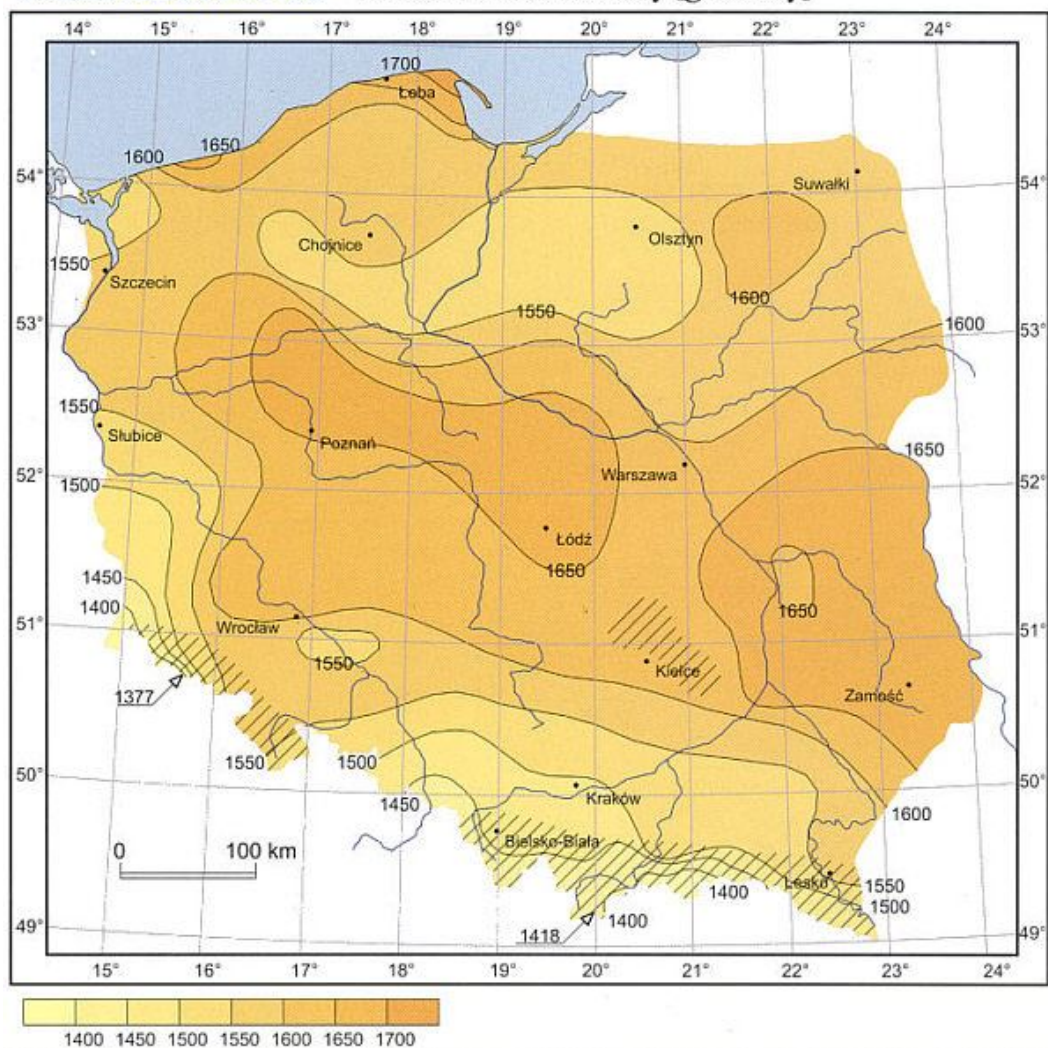 14° 15° 16° 17° 18° 19° 20° 21° 22° 23° 24°
1700
Łeba
1650
1600
54° 54°
Suwałki
Chojnice
Olsztyn
1550
Szczecin
1600
1550
53° 53°
1600
1550
Słubice
Poznań
1650
Warszawa
52° 52°
1500
Łódź
1650
1450
1650
1400
51° 51°
Wrocław
1550
Kielce
1377
Zamość
1550
1500
50° 50°
1450
Kraków
1600
0 100 km
Bielsko-Biała
Lesko
1400
1550
1500
1400
49° 49°
1418
15° 16° 17° 18° 19° 20° 21° 22° 23° 24°
1400 1450 1500 1550 1600 1650 1700